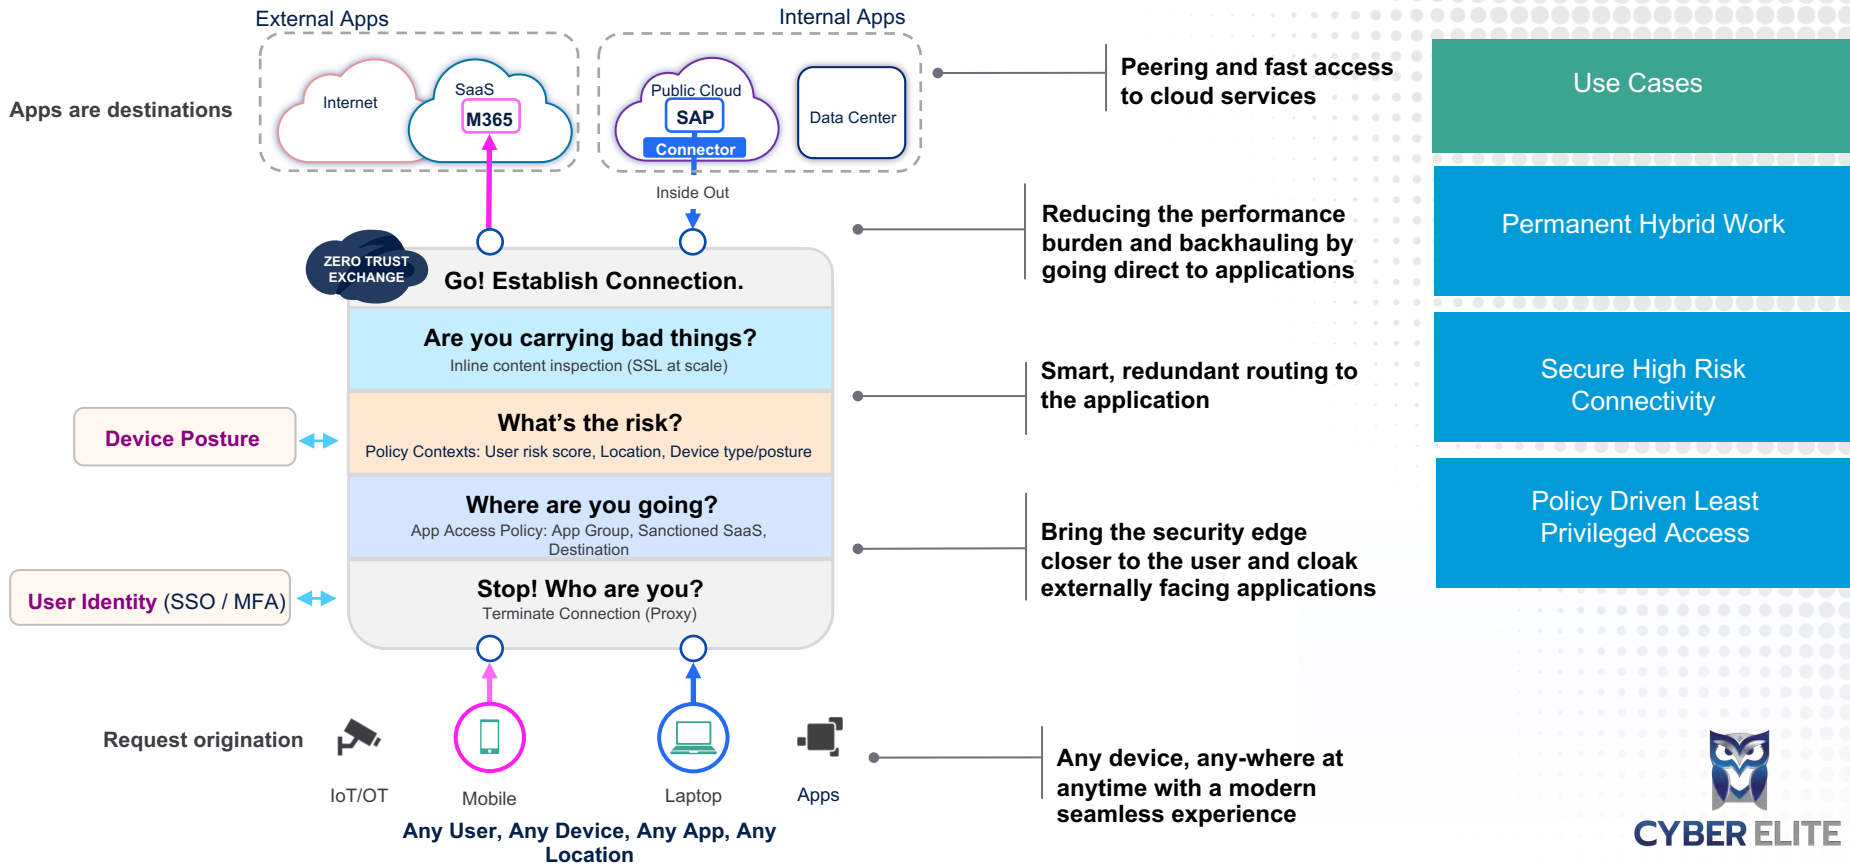 External Apps
Internal Apps
Apps are destinations
Internet
SaaS
M365
Public Cloud
SAP
Connector
Data Center
Inside Out
ZERO TRUST
EXCHANGE
Go! Establish Connection.
Are you carrying bad things?
Inline content inspection (SSL at scale)
What’s the risk?
Policy Contexts: User risk score, Location, Device type/posture
Where are you going?
App Access Policy: App Group, Sanctioned SaaS,
Destination
Stop! Who are you?
Terminate Connection (Proxy)
Device Posture
User Identity (SSO / MFA)
Request origination
IoT/OT
Mobile
Laptop
Apps
Any User, Any Device, Any App, Any
Location
Peering and fast access
to cloud services
Reducing the performance
burden and backhauling by
going direct to applications
Smart, redundant routing to
the application
Bring the security edge
closer to the user and cloak
externally facing applications
Any device, any-where at
anytime with a modern
seamless experience
Use Cases
Permanent Hybrid Work
Secure High Risk
Connectivity
Policy Driven Least
Privileged Access
CYBER ELITE